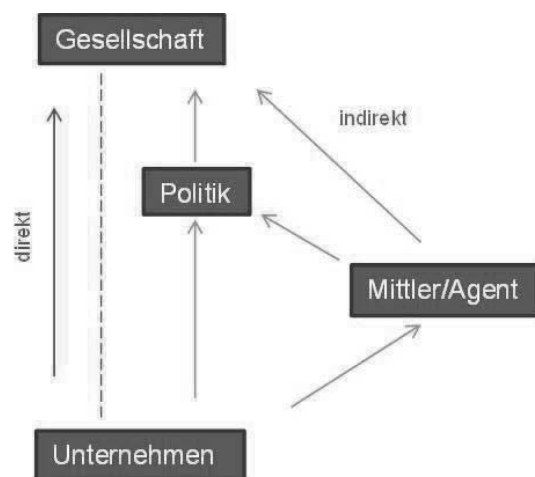 Gesellschaft
indirekt
Politik
direkt
Mittler/Agent
Unternehmen